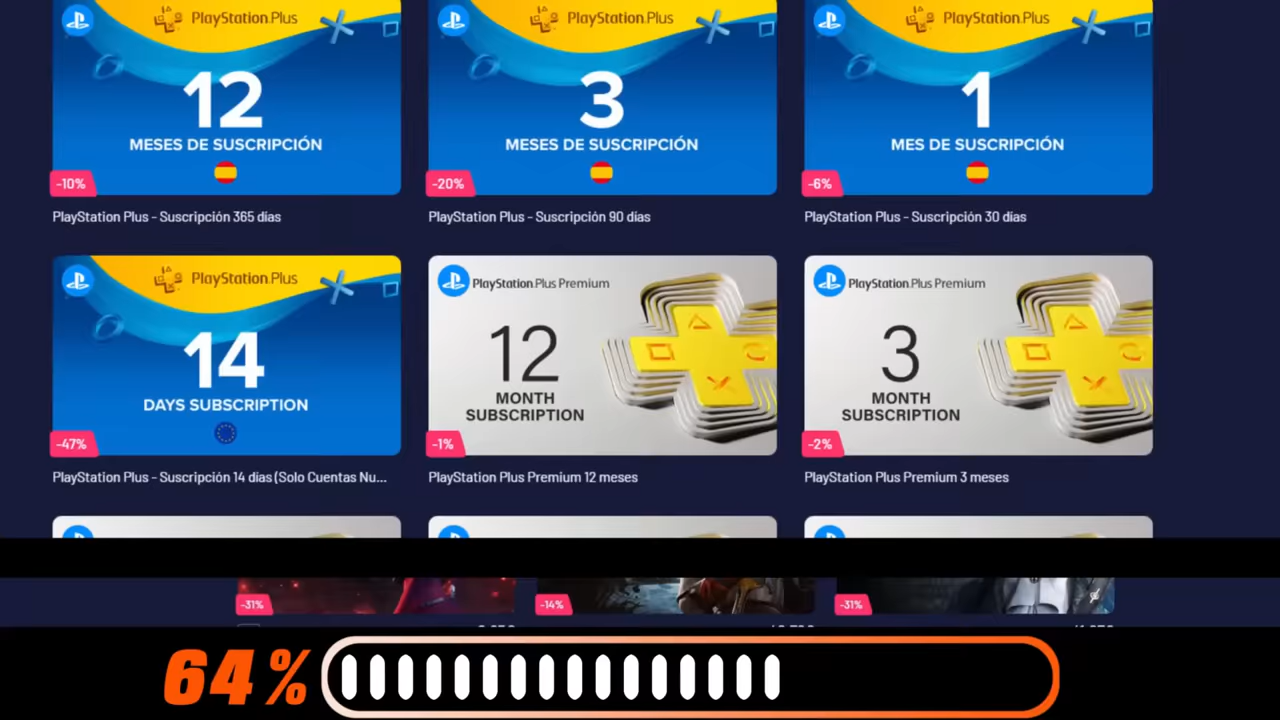 PlayStation.Plus
PlayStation.Plus
PlayStation.Plus
12
MESES DE SUSCRIPCIÓN
3
MESES DE SUSCRIPCIÓN
1
MES DE SUSCRIPCIÓN
-10%
-20%
-6%
PlayStation Plus - Suscripción 365 días
PlayStation Plus - Suscripción 90 días
PlayStation Plus - Suscripción 30 días
PlayStation.Plus
14
DAYS SUBSCRIPTION
PlayStation.Plus Premium
12
MONTH
SUBSCRIPTION
PlayStation.Plus Premium
3
MONTH
SUBSCRIPTION
-47%
-1%
-2%
PlayStation Plus - Suscripción 14 días (Solo Cuentas Nu...
PlayStation Plus Premium 12 meses
PlayStation Plus Premium 3 meses
-31%
-14%
-31%
64%